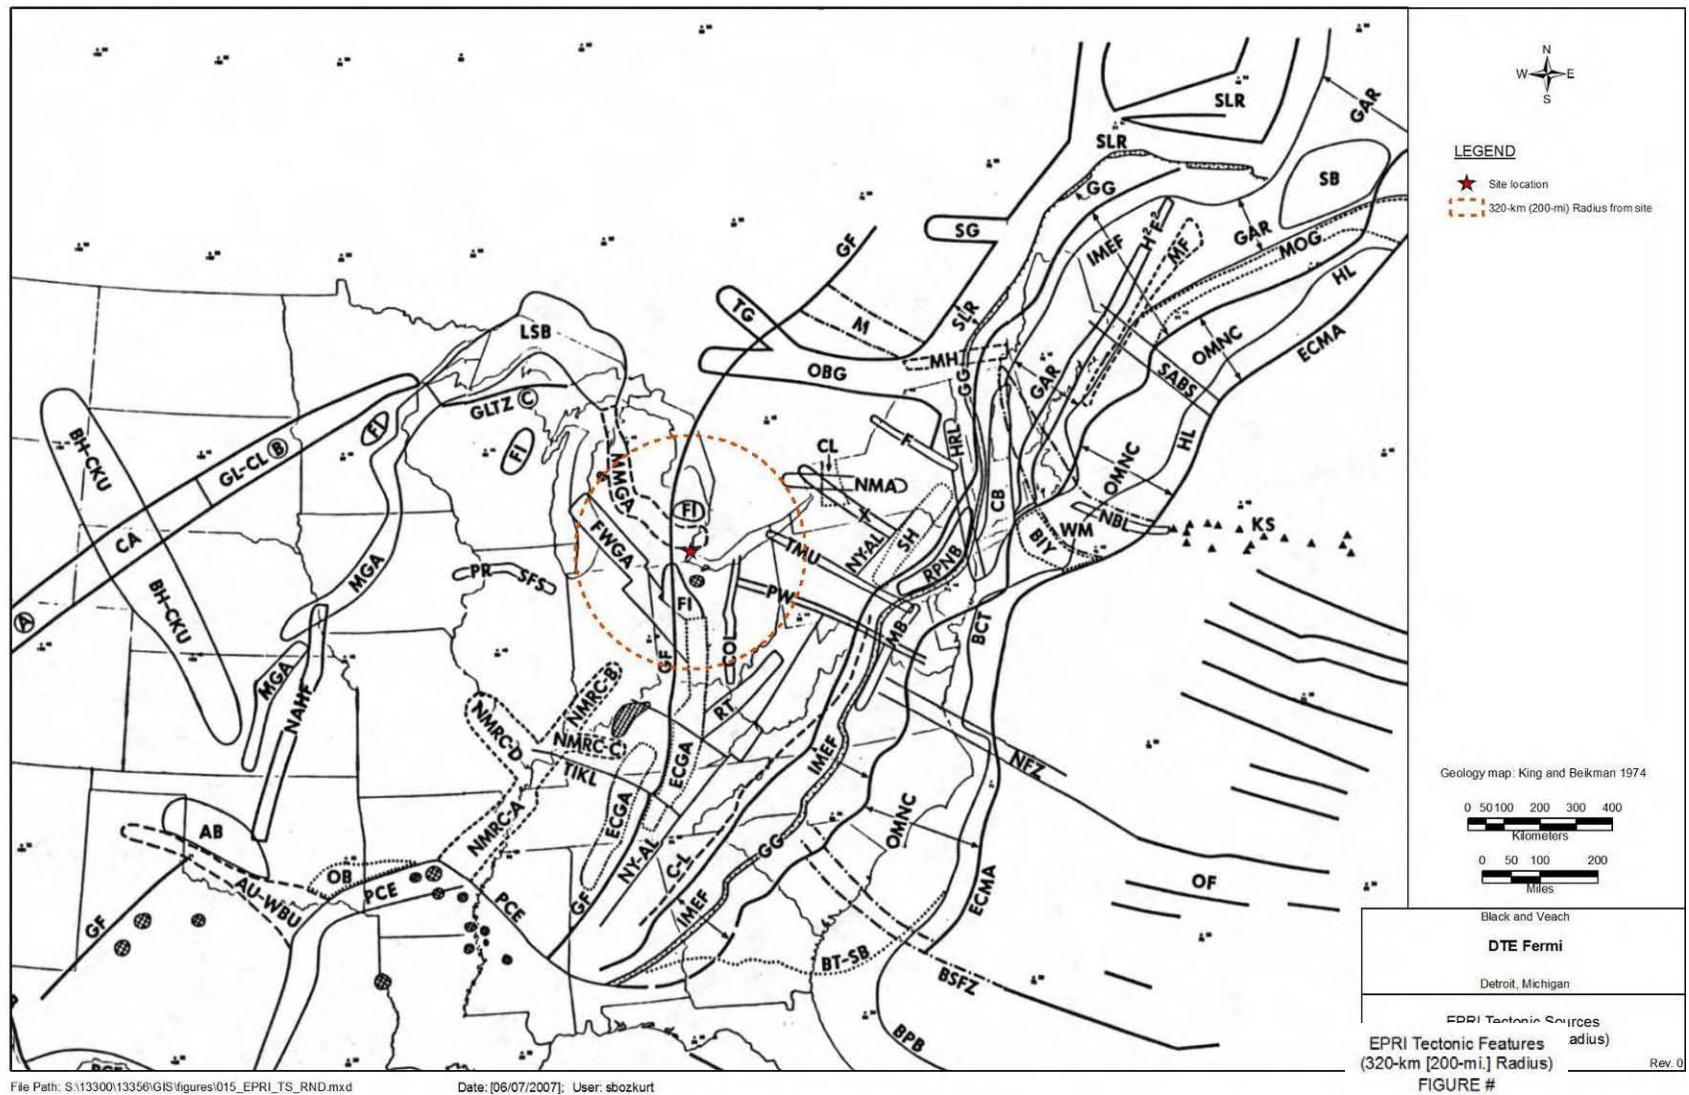 SLR
GAR
SLR
GG
SB
SG
GF
IMEF
H²E²
MF
GAR
MOG
HL
TG
M
SLR
LSB
OBG
MH
GG
GAR
OMNC
ECMA
SABS
GLTZ C
FI
FI
GL-CL B
BH-CKU
CL
F
HRL
HL
OMNC
MMGA
NMA
CB
FI
NBL
KS
WM
BIY
CA
FWGA
TMU
NY-AL
SH
RPNB
MGA
PR
SFS
FI
PW
BH-CKU
A
MB
BCT
GF
COL
MGA
NAHF
NMRC-B
NMRC-D
NMRC-C
RT
IMEF
NFZ
TIKL
ECGA
ECGA
NMRC-A
AB
OMNC
GG
NY-AL
C-L
OB
PCE
PCE
AU-WBU
GF
GF
IMEF
ECMA
OF
BT-SB
BSFZ
BPB
N
W E
S
LEGEND
Site location
320-km (200-mi) Radius from site
Geology map: King and Beikman 1974
0 50 100 200 300 400
Kilometers
0 50 100 200
Miles
Black and Veach
DTE Fermi
Detroit, Michigan
EPRI Tectonic Sources
adius)
EPRI Tectonic Features
(320-km [200-mi.] Radius)
FIGURE #
Rev. 0
File Path: S:\13300\13356\GIS\figures\015_EPRI_TS_RND.mxd Date: [06/07/2007]; User: sbozkurt